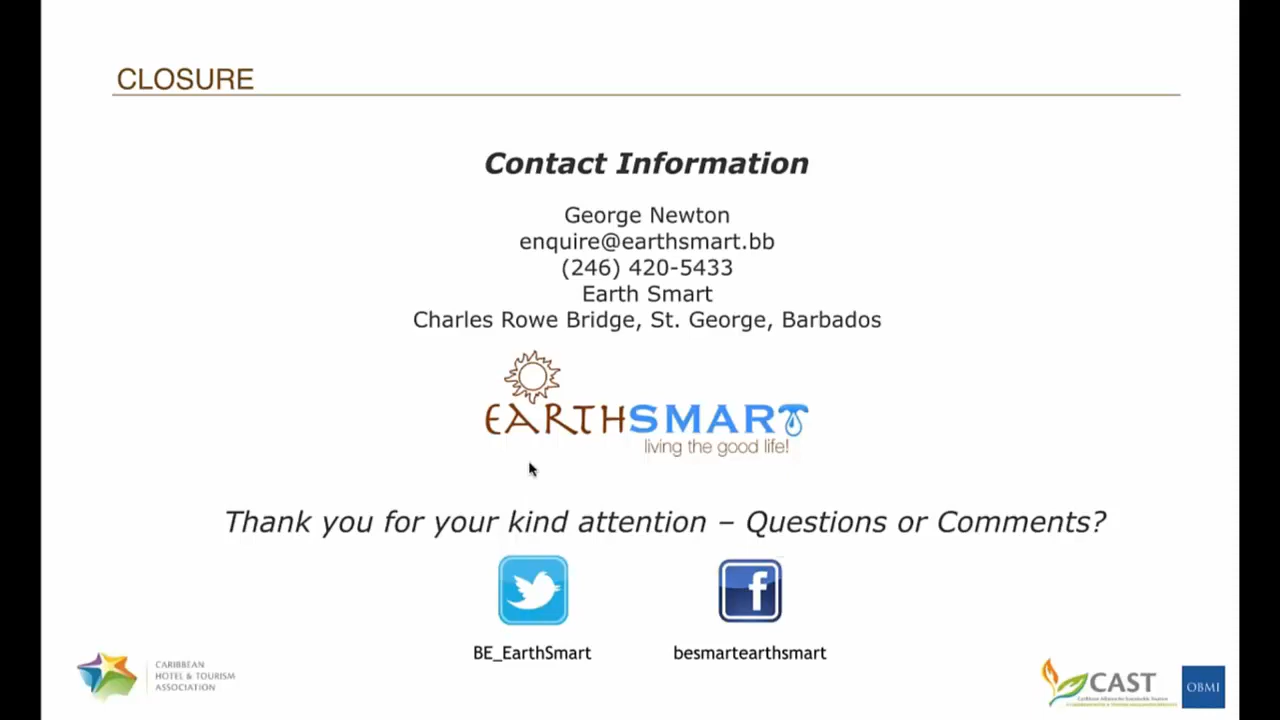 CLOSURE
Contact Information
George Newton
enquire@earthsmart.bb
(246) 420-5433
Earth Smart
Charles Rowe Bridge, St. George, Barbados
EARTHSMART
living the good life!
Thank you for your kind attention – Questions or Comments?
BE_EarthSmart
besmartearthsmart
CARIBBEAN
HOTEL & TOURISM
ASSOCIATION
CAST
OBMI